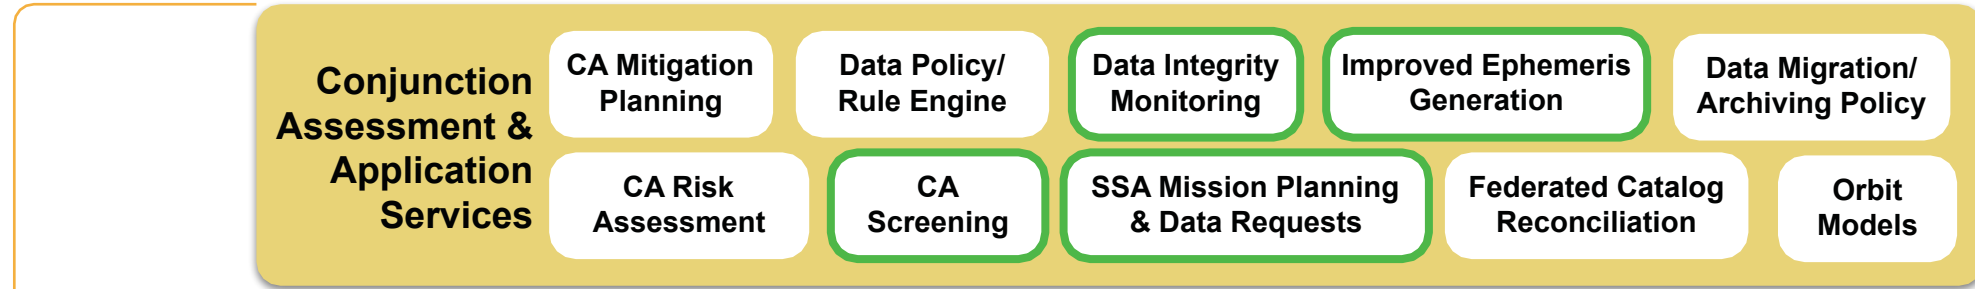 Conjunction
Assessment &
Application
Services
CA Mitigation
Planning
Data Policy/
Rule Engine
Data Integrity
Monitoring
Improved Ephemeris
Generation
Data Migration/
Archiving Policy
CA Risk
Assessment
CA
Screening
SSA Mission Planning
& Data Requests
Federated Catalog
Reconciliation
Orbit
Models